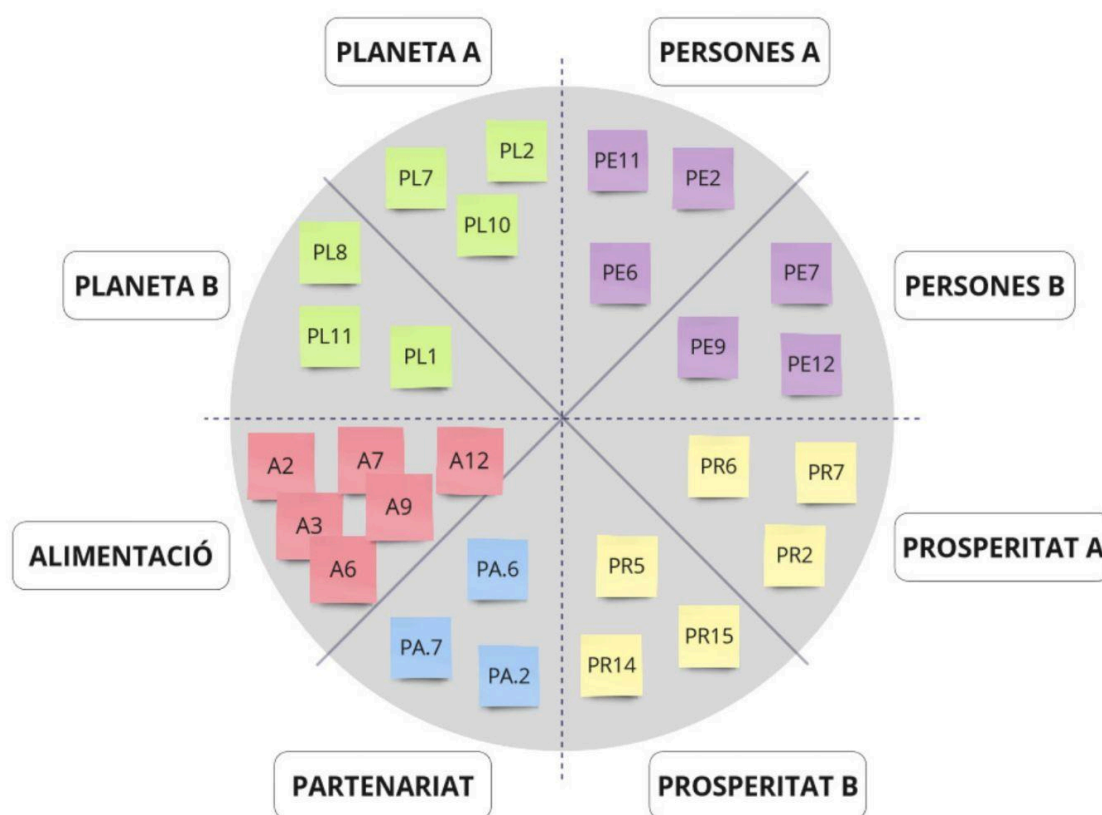 PLANETA A
PERSONES A
PL2
PE11
PE2
PL7
PL10
PL8
PE6
PE7
PLANETA B
PERSONES B
PL11
PL1
PE9
PE12
A2
A7
A12
PR6
PR7
A3
A9
ALIMENTACIÓ
PROSPERITAT A
A6
PA.6
PR5
PR2
PA.7
PA.2
PR14
PR15
PARTENARIAT
PROSPERITAT B